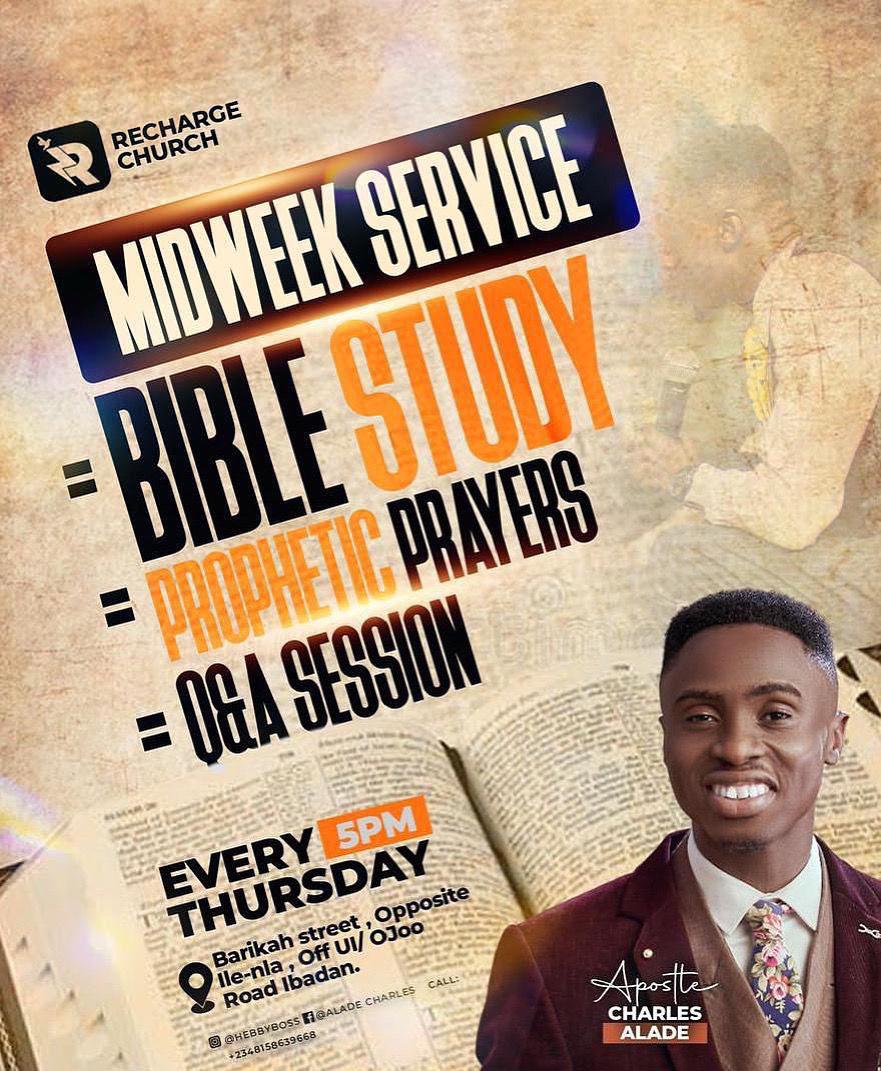 RECHARGE
CHURCH
MIDWEEK SERVICE
= BIBLE STUDY
= PROPHETIC PRAYERS
= Q&A SESSION
EVERY 5PM
THURSDAY
Barikah street , Opposite
Ile-nla , Off UI/ OJoo
Road Ibadan.
@HEBBYBOSS @ALADE CHARLES CALL:
+2348158639668
Apostle
CHARLES
ALADE